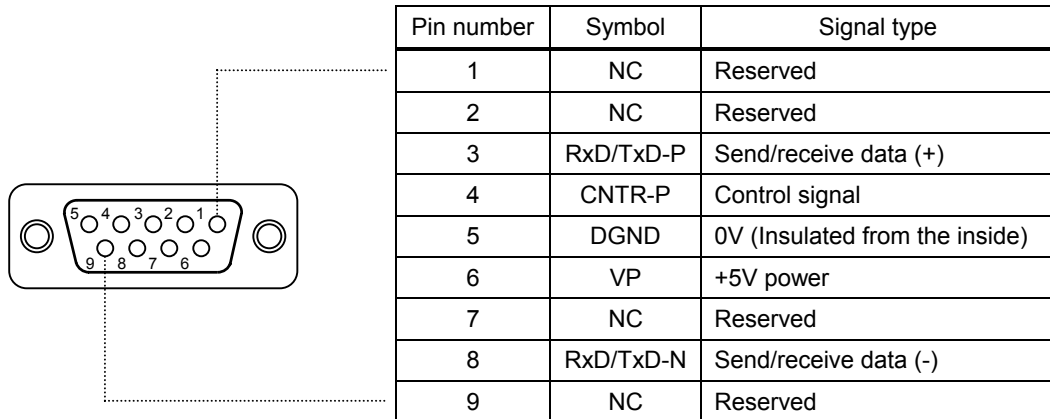 Pin number Symbol Signal type
1 NC Reserved
2 NC Reserved
3 RxD/TxD-P Send/receive data (+)
4 CNTR-P Control signal
5 DGND 0V (Insulated from the inside)
6 VP +5V power
7 NC Reserved
8 RxD/TxD-N Send/receive data (-)
9 NC Reserved
5 4 3 2 1
9 8 7 6